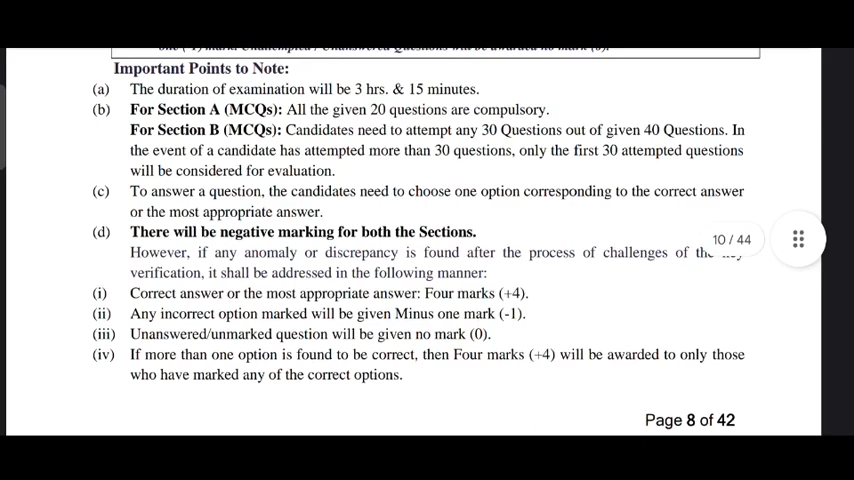 Important Points to Note:
(a) The duration of examination will be 3 hrs. & 15 minutes.
(b) For Section A (MCQs): All the given 20 questions are compulsory.
For Section B (MCQs): Candidates need to attempt any 30 Questions out of given 40 Questions. In
the event of a candidate has attempted more than 30 questions, only the first 30 attempted questions
will be considered for evaluation.
(c) To answer a question, the candidates need to choose one option corresponding to the correct answer
or the most appropriate answer.
(d) There will be negative marking for both the Sections.
10 / 44
However, if any anomaly or discrepancy is found after the process of challenges of
verification, it shall be addressed in the following manner:
(i) Correct answer or the most appropriate answer: Four marks (+4).
(ii) Any incorrect option marked will be given Minus one mark (-1).
(iii) Unanswered/unmarked question will be given no mark (0).
(iv) If more than one option is found to be correct, then Four marks (+4) will be awarded to only those
who have marked any of the correct options.
Page 8 of 42